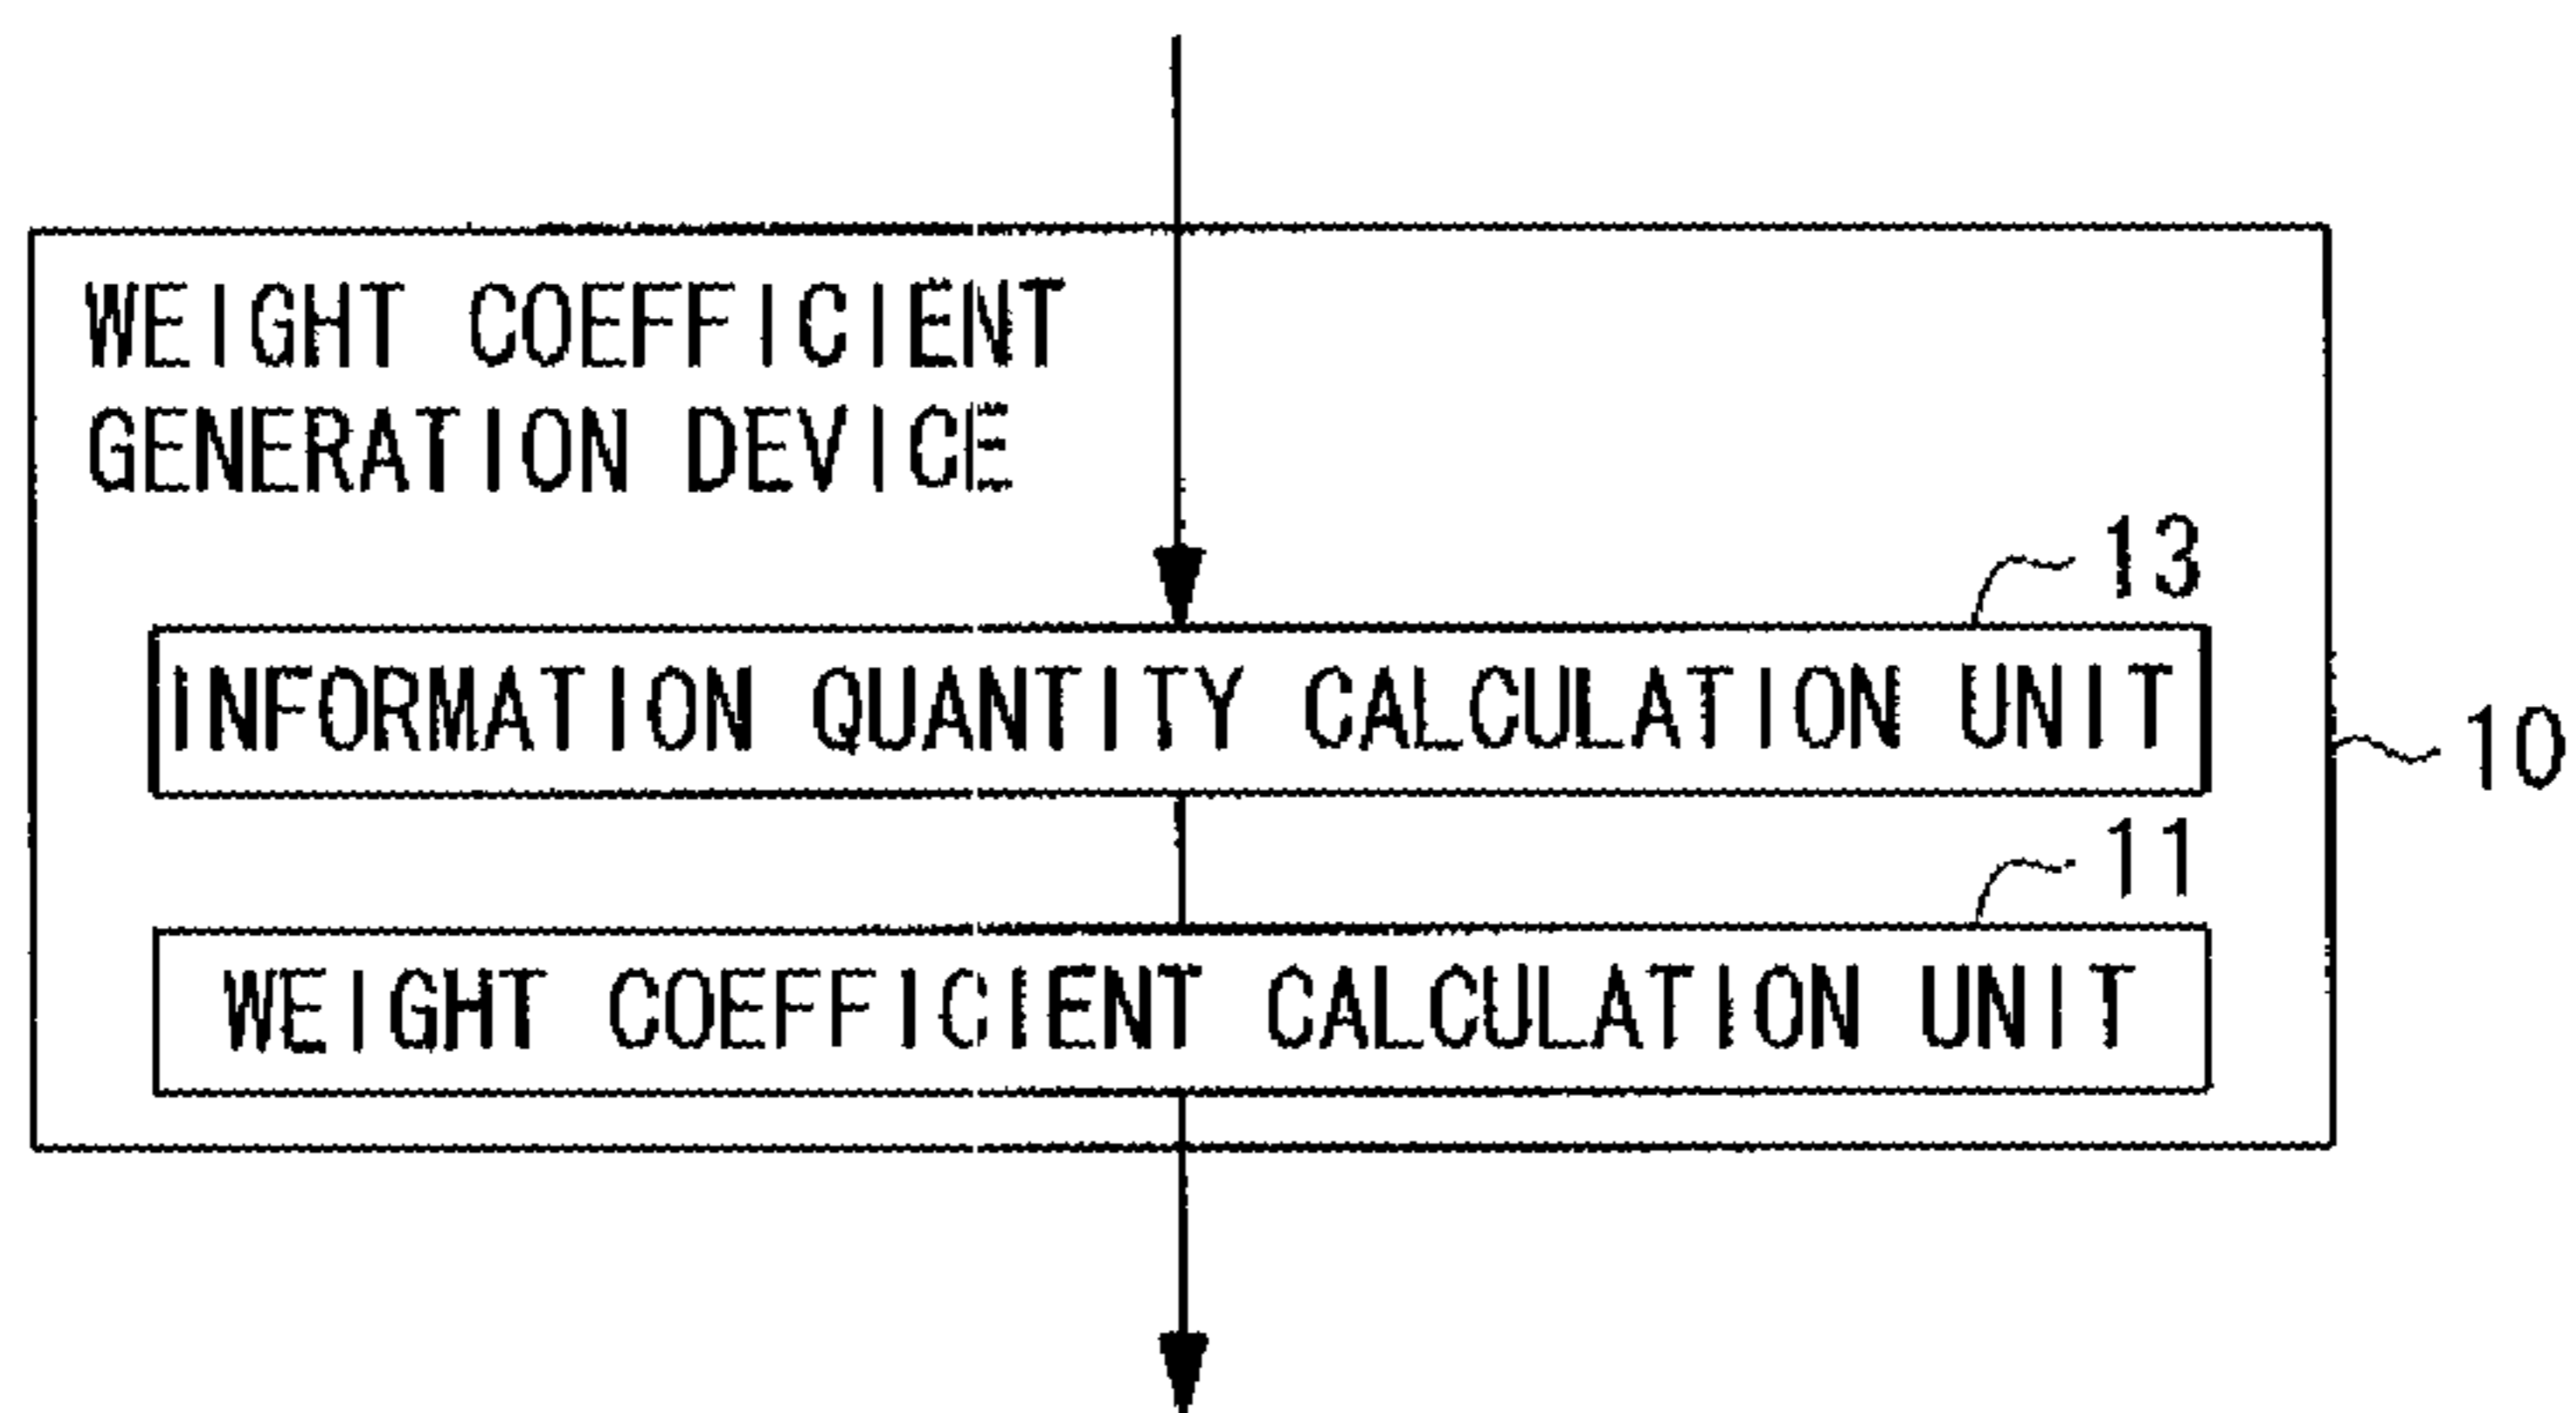 WEIGHT COEFFICIENT
GENERATION DEVICE
13
INFORMATION QUANTITY CALCULATION UNIT
10
11
WEIGHT COEFFICIENT CALCULATION UNIT